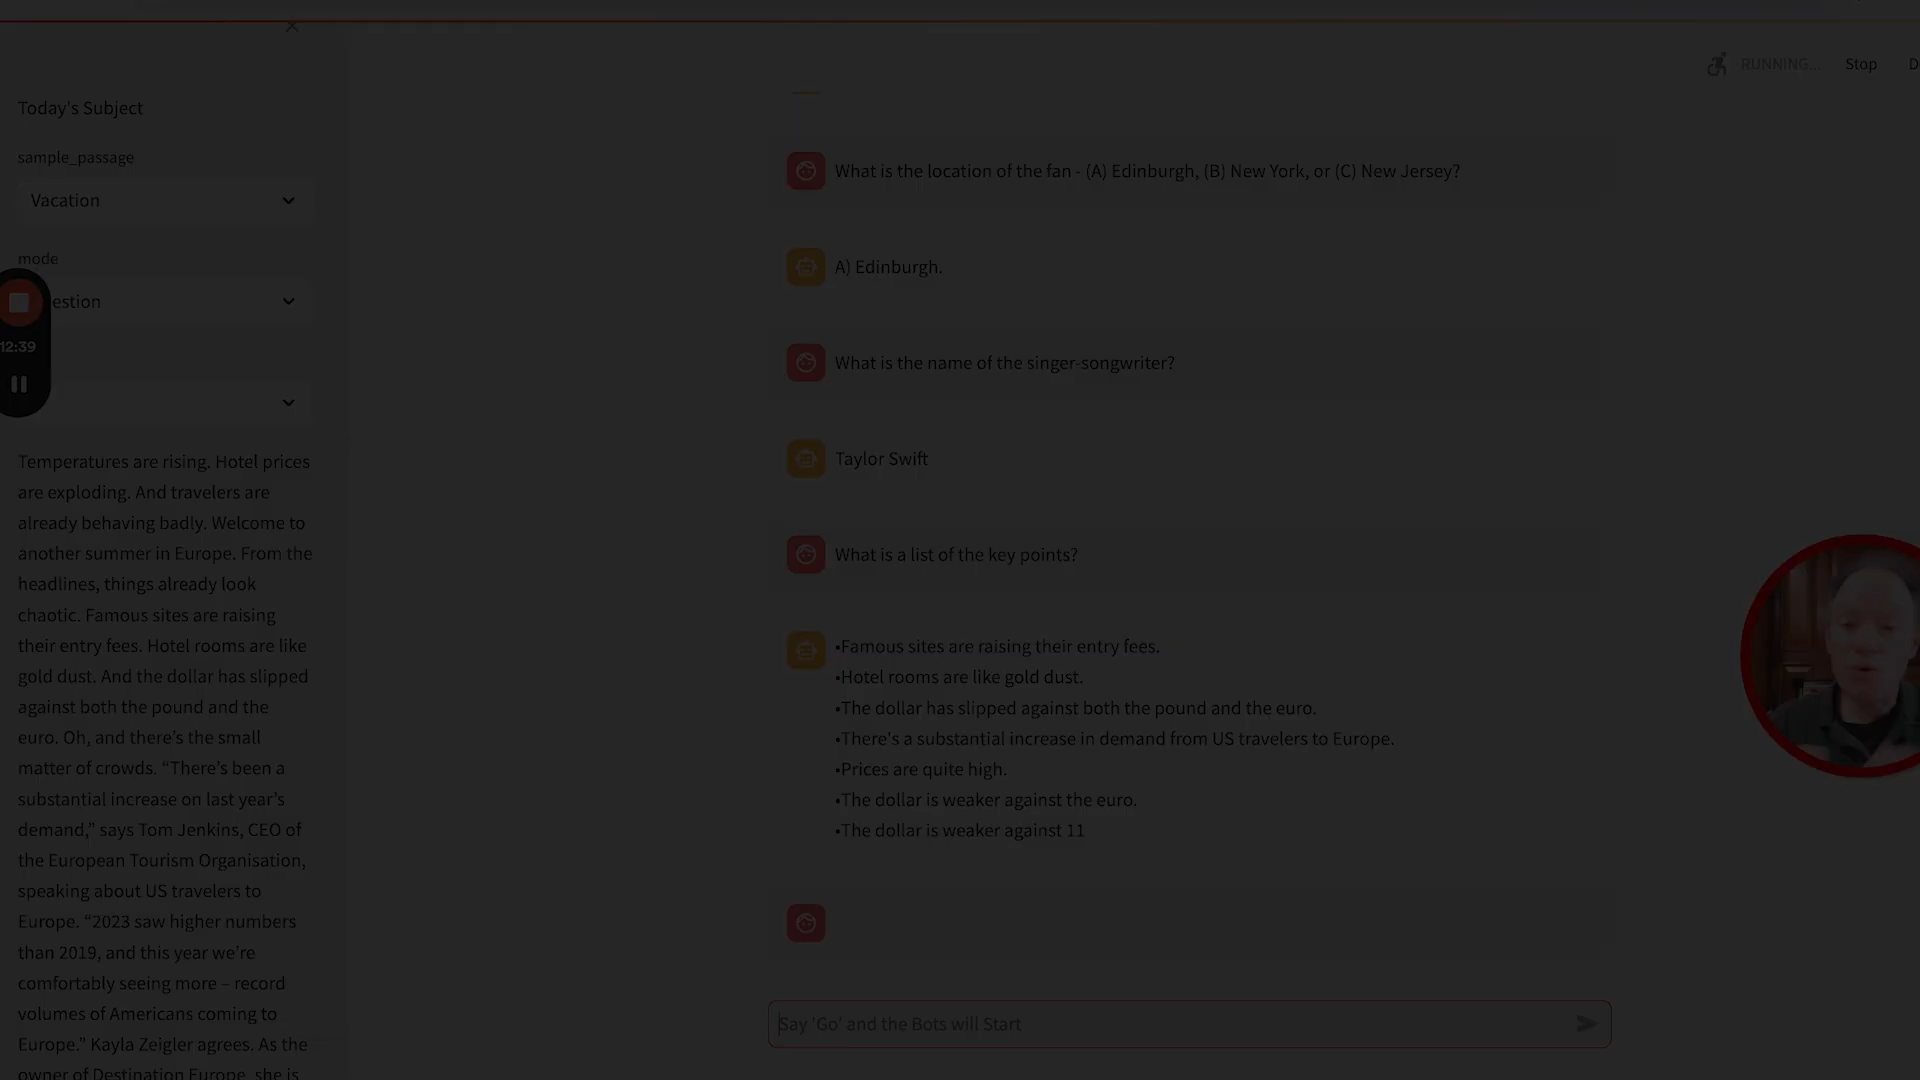 RUNNING...
Stop
Today's Subject
sample_passage
Vacation
mode
estion
12:39
Temperatures are rising. Hotel prices
are exploding. And travelers are
already behaving badly. Welcome to
another summer in Europe. From the
headlines, things already look
chaotic. Famous sites are raising
their entry fees. Hotel rooms are like
gold dust. And the dollar has slipped
against both the pound and the
euro. Oh, and there's the small
matter of crowds. “There's been a
substantial increase on last year's
demand,” says Tom Jenkins, CEO of
the European Tourism Organisation,
speaking about US travelers to
Europe. “2023 saw higher numbers
than 2019, and this year we're
comfortably seeing more – record
volumes of Americans coming to
Europe.” Kayla Zeigler agrees. As the
owner of Destination Europe, she is
What is the location of the fan - (A) Edinburgh, (B) New York, or (C) New Jersey?
A) Edinburgh.
What is the name of the singer-songwriter?
Taylor Swift
What is a list of the key points?
•Famous sites are raising their entry fees.
•Hotel rooms are like gold dust.
•The dollar has slipped against both the pound and the euro.
•There's a substantial increase in demand from US travelers to Europe.
•Prices are quite high.
•The dollar is weaker against the euro.
•The dollar is weaker against 11
Say 'Go' and the Bots will Start